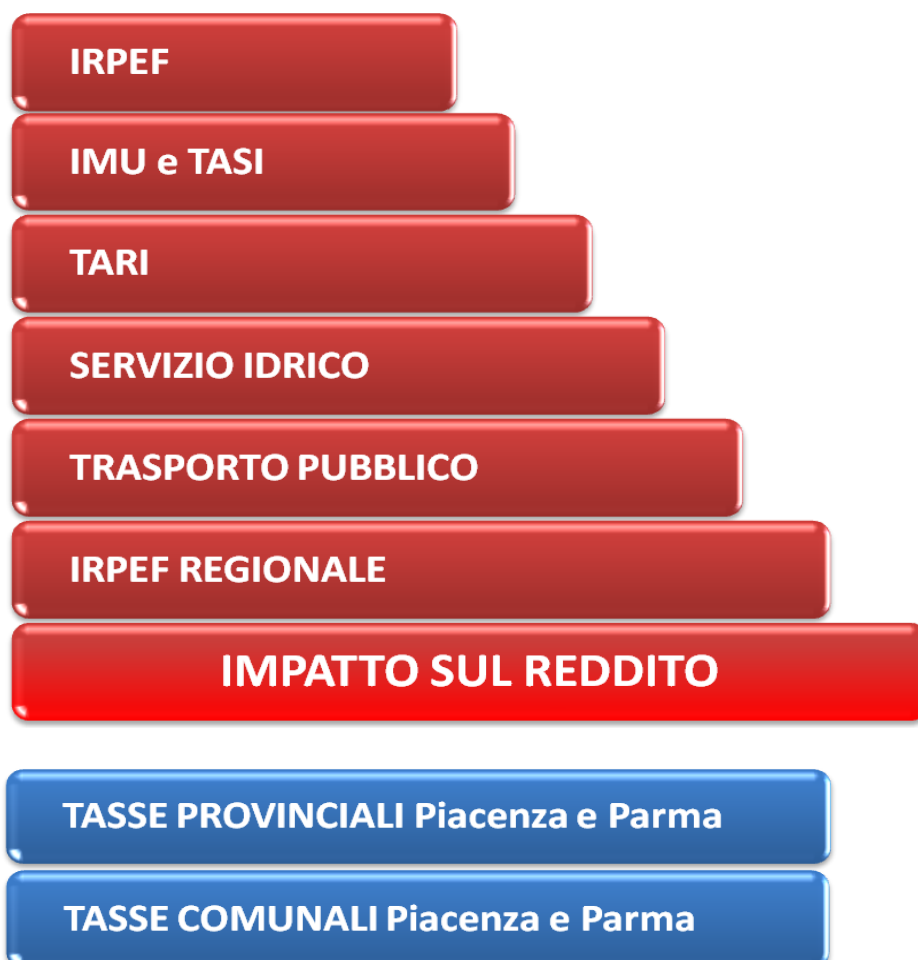 IRPEF
IMU e TASI
TARI
SERVIZIO IDRICO
TRASPORTO PUBBLICO
IRPEF REGIONALE
IMPATTO SUL REDDITO
TASSE PROVINCIALI Piacenza e Parma
TASSE COMUNALI Piacenza e Parma